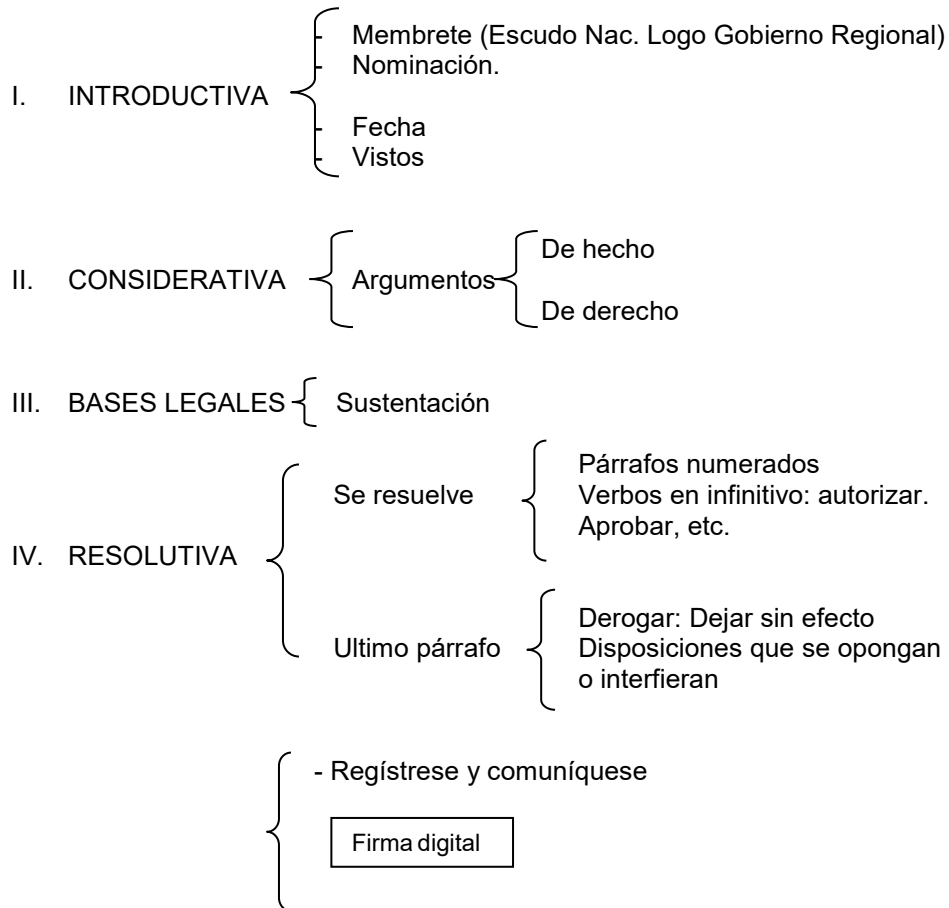 - Membrete (Escudo Nac. Logo Gobierno Regional)
- Nominación.
I. INTRODUCTIVA
- Fecha
- Vistos
De hecho
II. CONSIDERATIVA Argumentos
De derecho
III. BASES LEGALES Sustentación
Párrafos numerados
Se resuelve Verbos en infinitivo: autorizar.
Aprobar, etc.
IV. RESOLUTIVA
Derogar: Dejar sin efecto
Ultimo párrafo Disposiciones que se opongan
o interfieran
- Regístrese y comuníquese
Firma digital